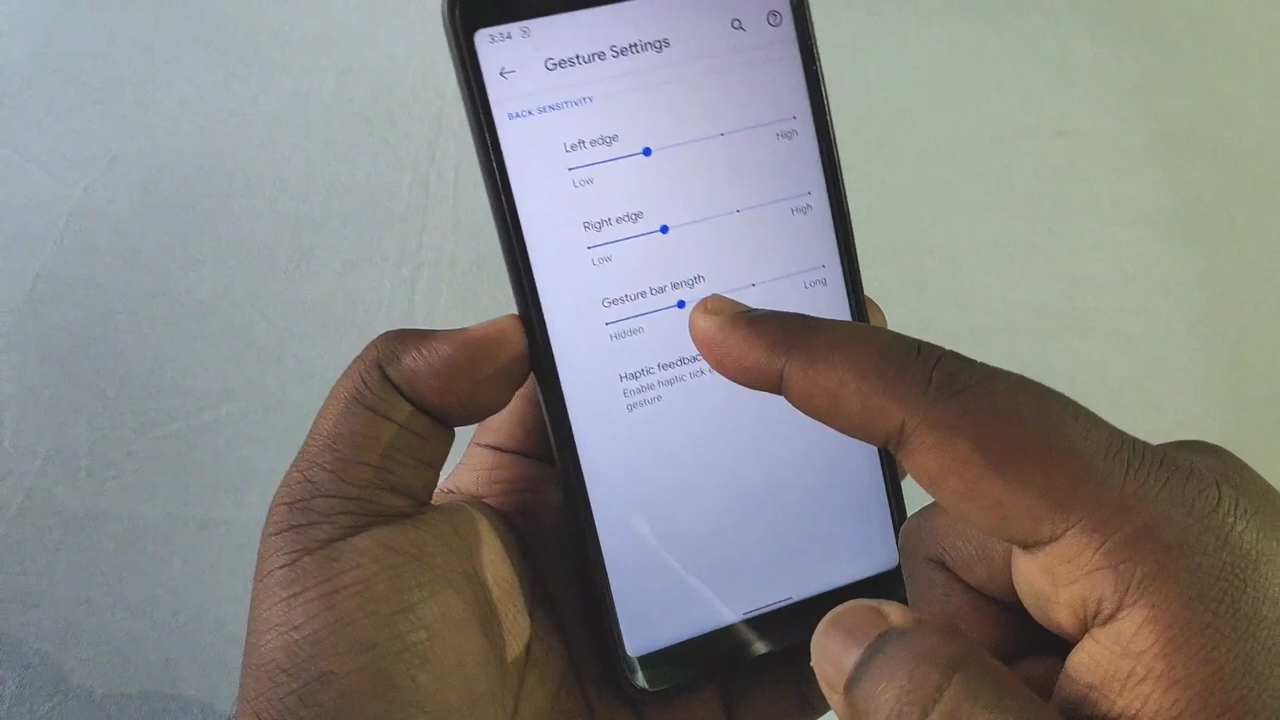 3:34
Gesture Settings
BACK SENSITIVITY
Left edge
Low
High
Right edge
Low
High
Gesture bar length
Hidden
Long
Haptic feedback
Enable haptic tick
gesture